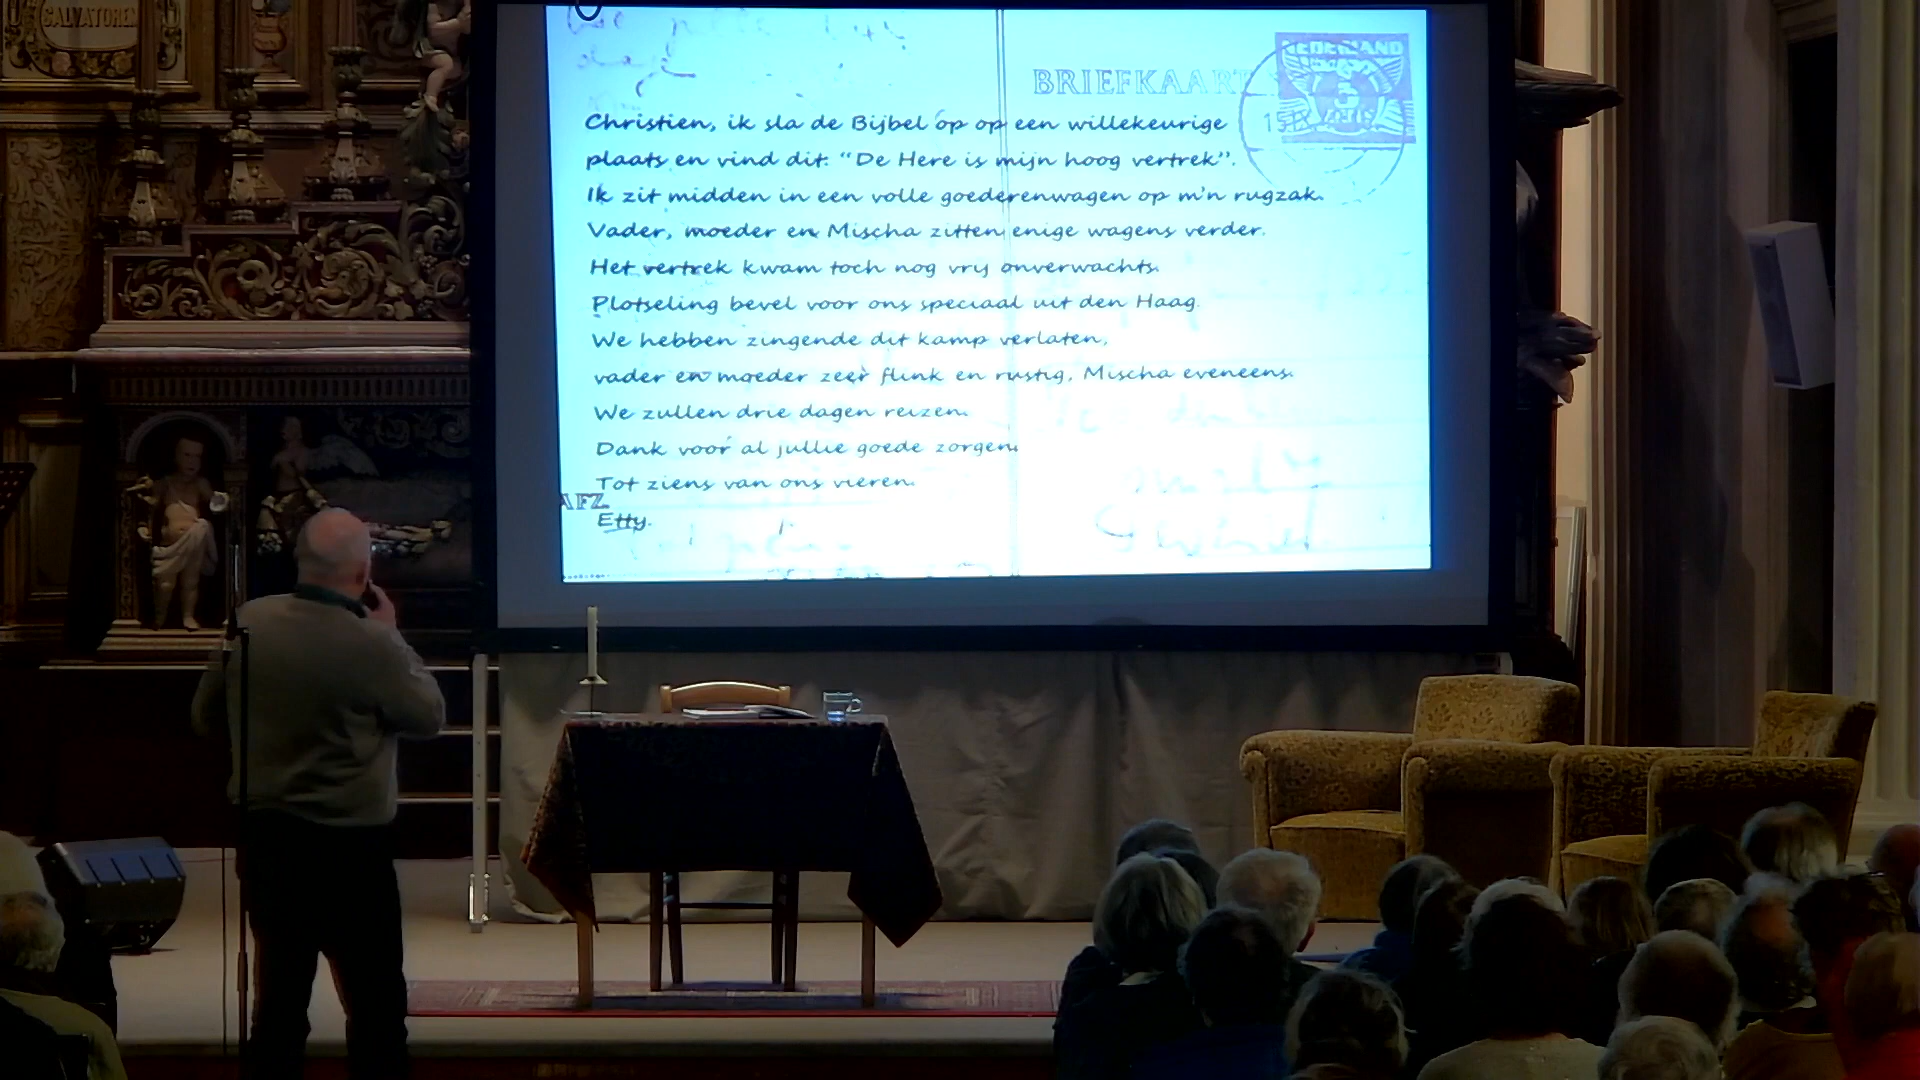 SALVATOREM
NEDERLAND
BRIEFKAART
Christien, ik sla de Bijbel op op een willekeurige
plaats en vind dit: “De Here is mijn hoog vertrek”.
Ik zit midden in een volle goederenwagen op m'n rugzak.
Vader, moeder en Mischa zitten enige wagens verder.
Het vertrek kwam toch nog vrij onverwachts.
Plotseling bevel voor ons speciaal uit den Haag.
We hebben zingende dit kamp verlaten,
vader en moeder zeer flink en rustig, Mischa eveneens.
We zullen drie dagen reizen.
Dank voor al jullie goede zorgen.
Tot ziens van ons vieren.
AFZ.
Etty.